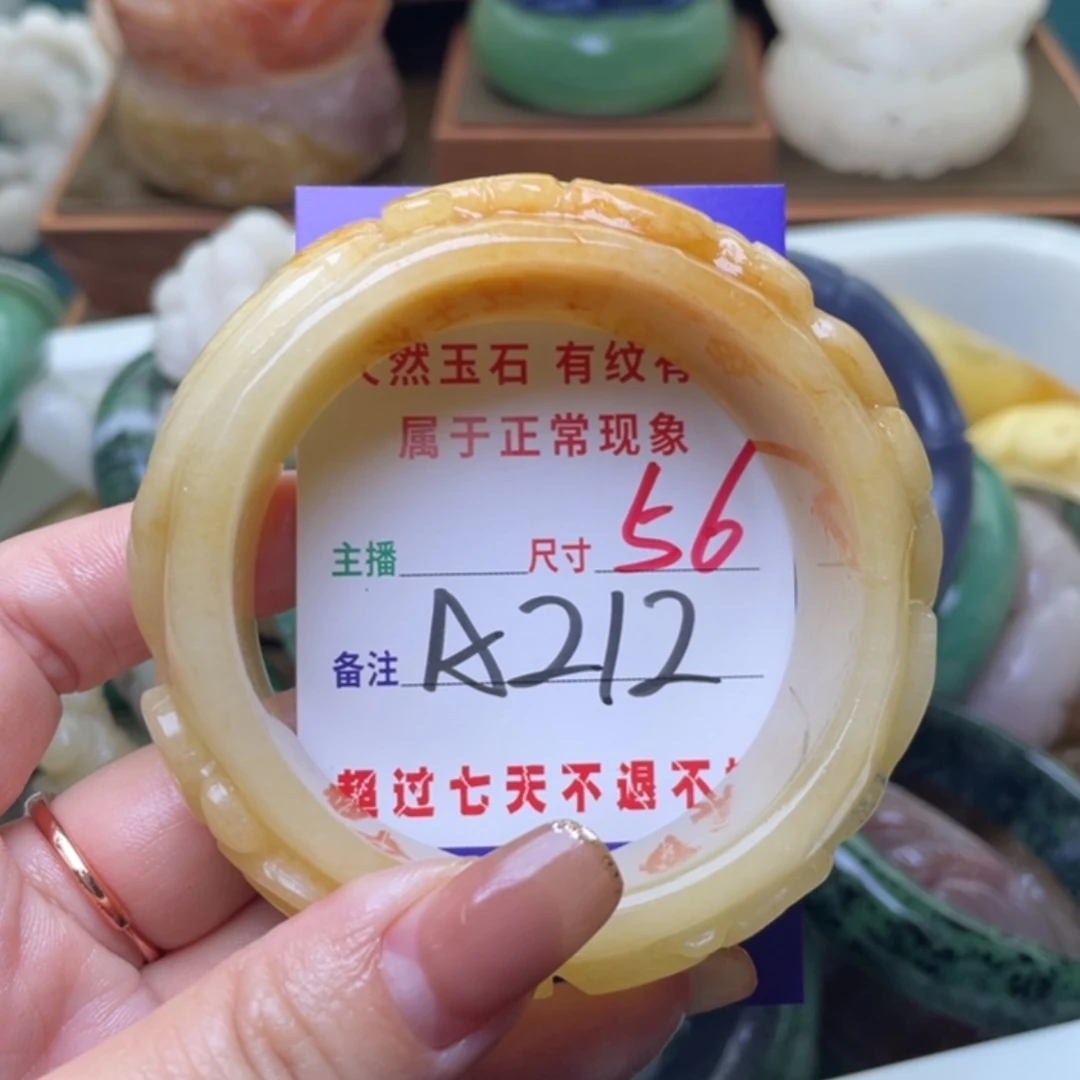 然玉石 有纹有
属于正常现象
主播 尺寸 56
备注 A212
超过七天不退不